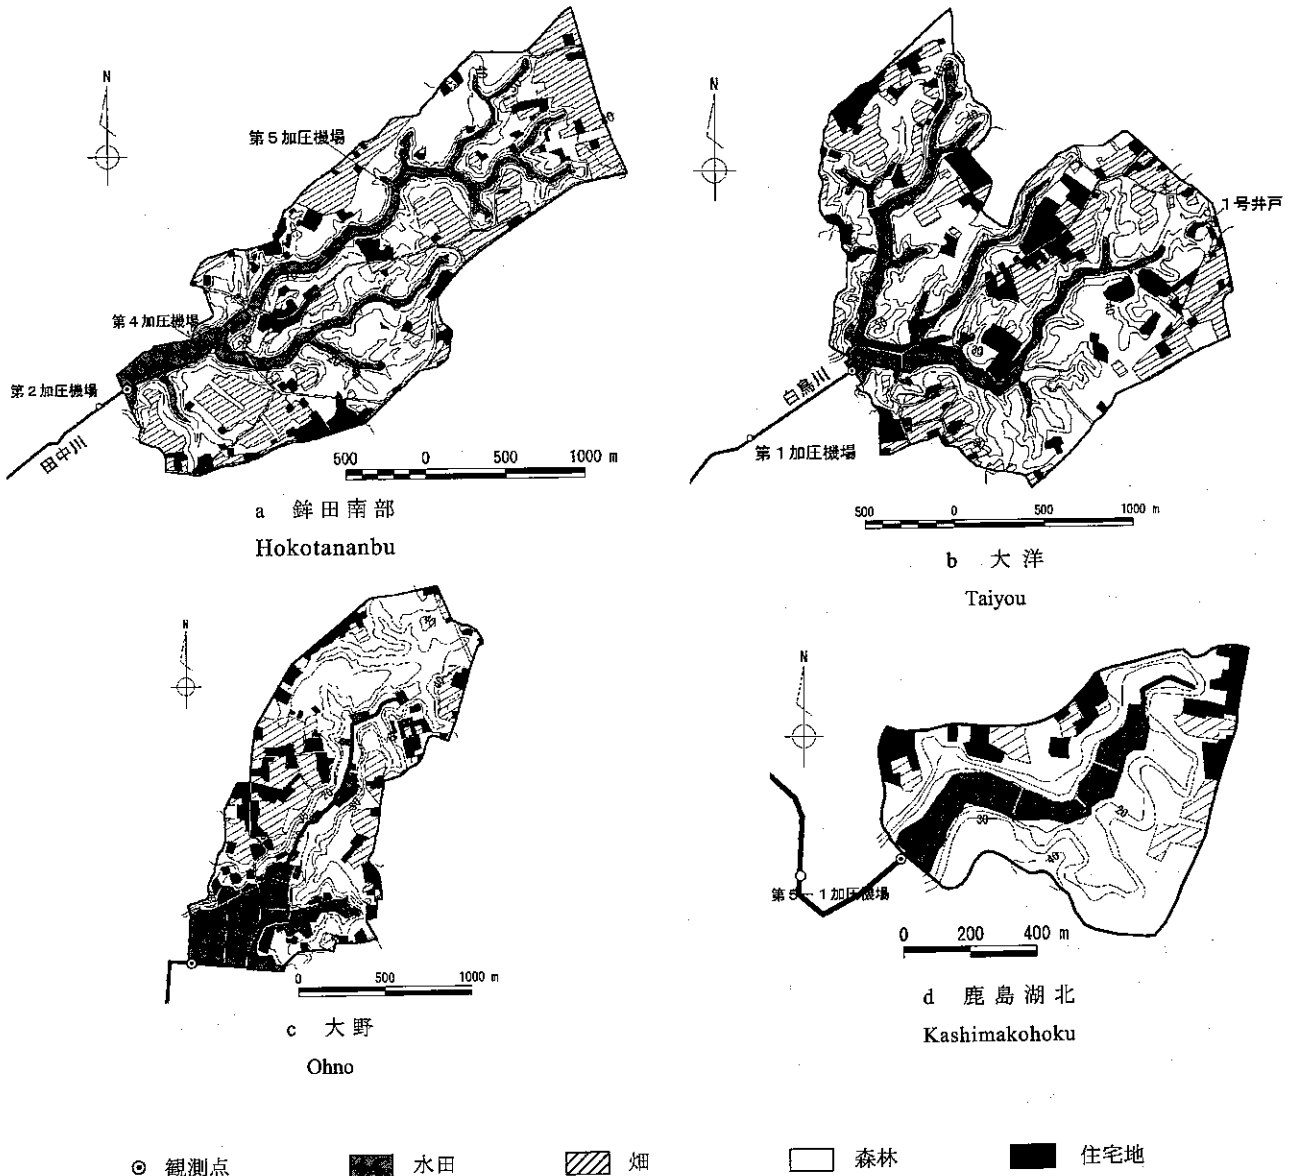 N
第5加圧機場
第4加圧機場
第2加圧機場
田中川
500 0 500 1000 m
a 鉾田南部
Hokotananbu
N
1号井戸
白鳥川
第1加圧機場
500 0 500 1000 m
b 大洋
Taiyou
N
0 500 1000 m
c 大野
Ohno
N
20
30
40
第5-1加圧機場
0 200 400 m
d 鹿島湖北
Kashimakohoku
観測点 水田 畑 森林 住宅地